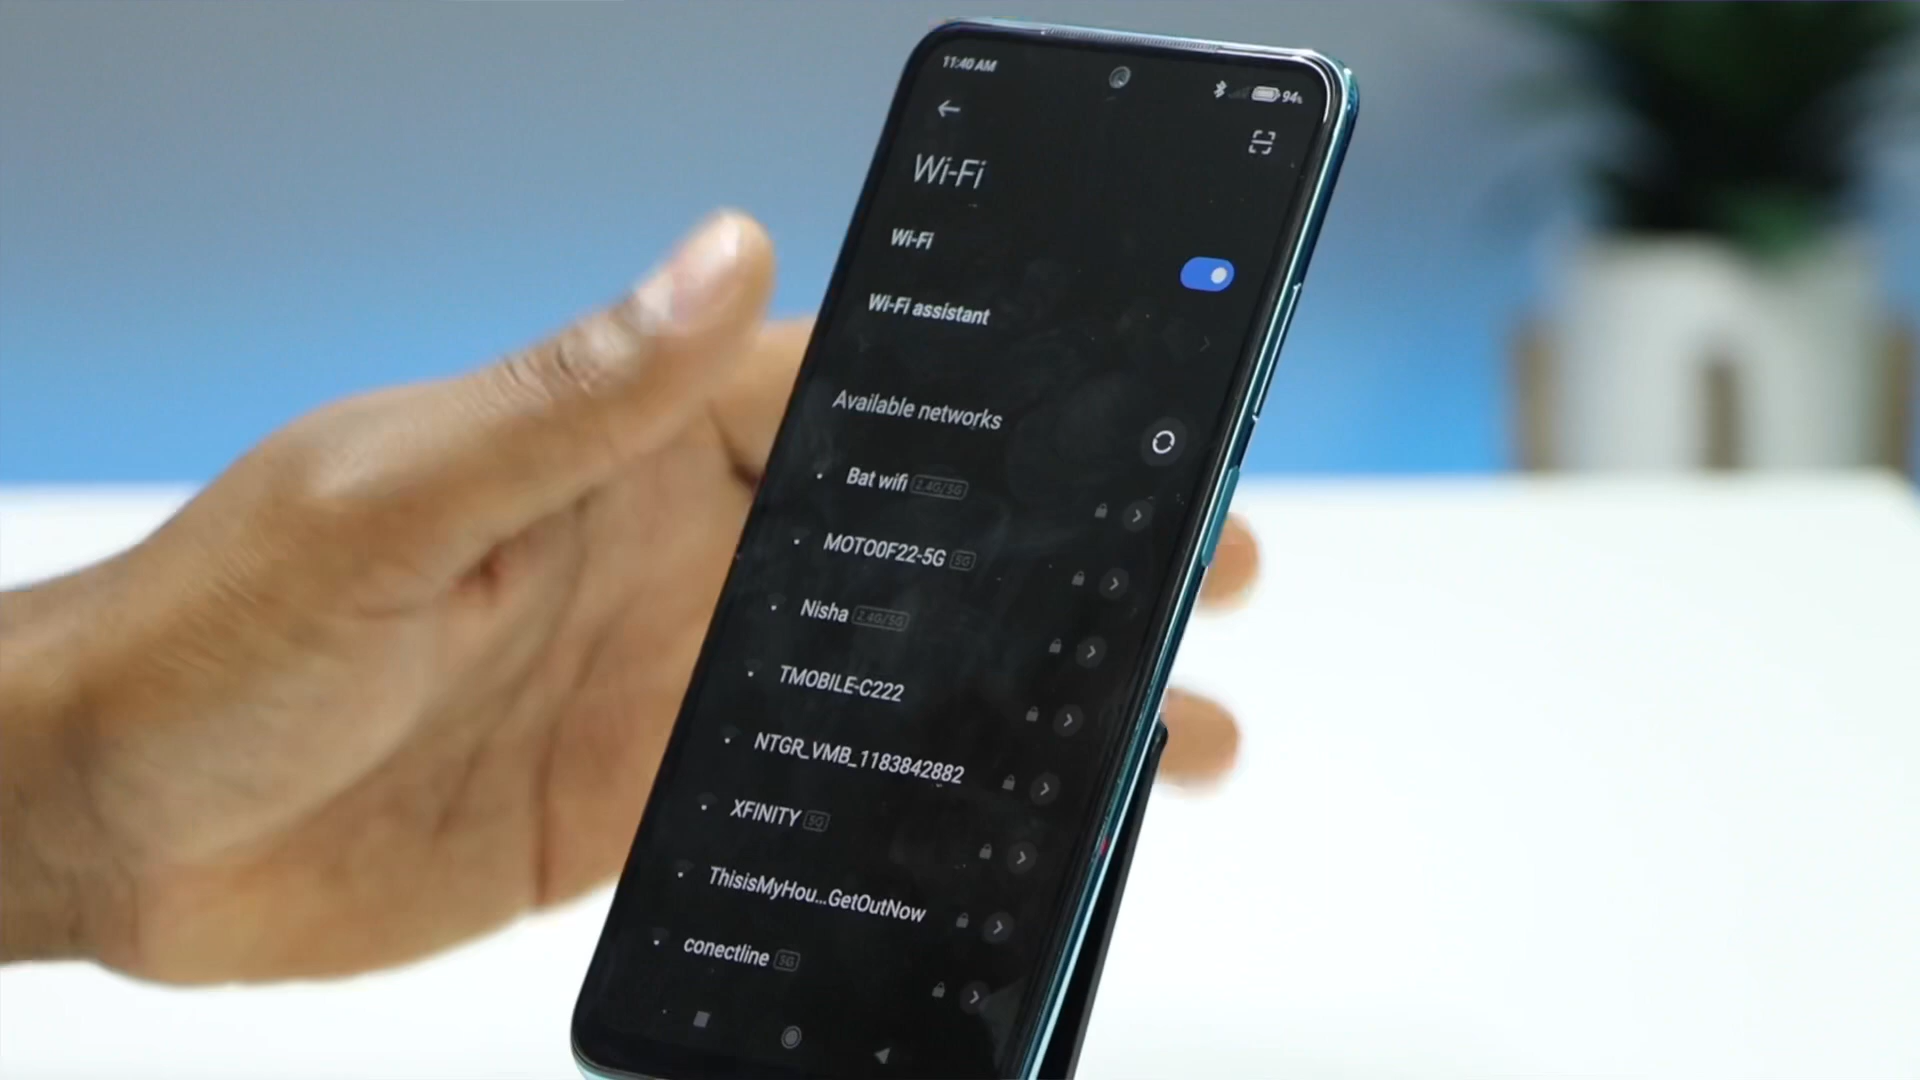 11:40 AM
94%
Wi-Fi
Wi-Fi
Wi-Fi assistant
Available networks
Bat wifi 2.4G/5G
MOTO0F22-5G 5G
Nisha 2.4G/5G
TMOBILE-C222
NTGR_VMB_1183842882
XFINITY 5G
ThisisMyHou...GetOutNow
conectline 5G